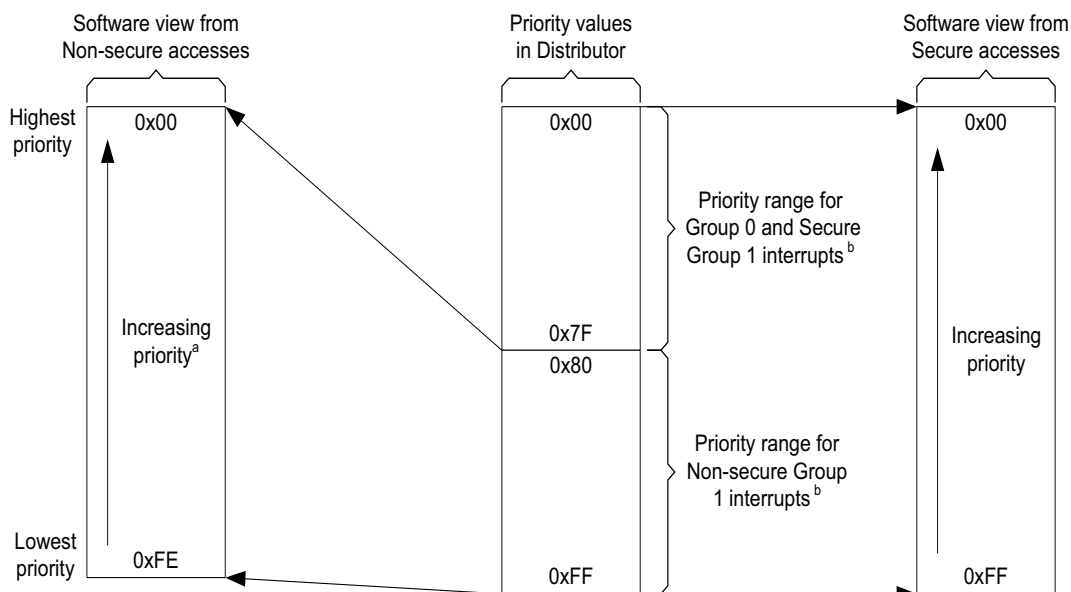 Software view from
Non-secure accesses
Priority values
in Distributor
Software view from
Secure accesses
Highest
priority
0x00
0x00
0x00
Priority range for
Group 0 and Secure
Group 1 interrupts b
Increasing
priority a
0x7F
0x80
Increasing
priority
Priority range for
Non-secure Group
1 interrupts b
Lowest
priority
0xFE
0xFF
0xFF